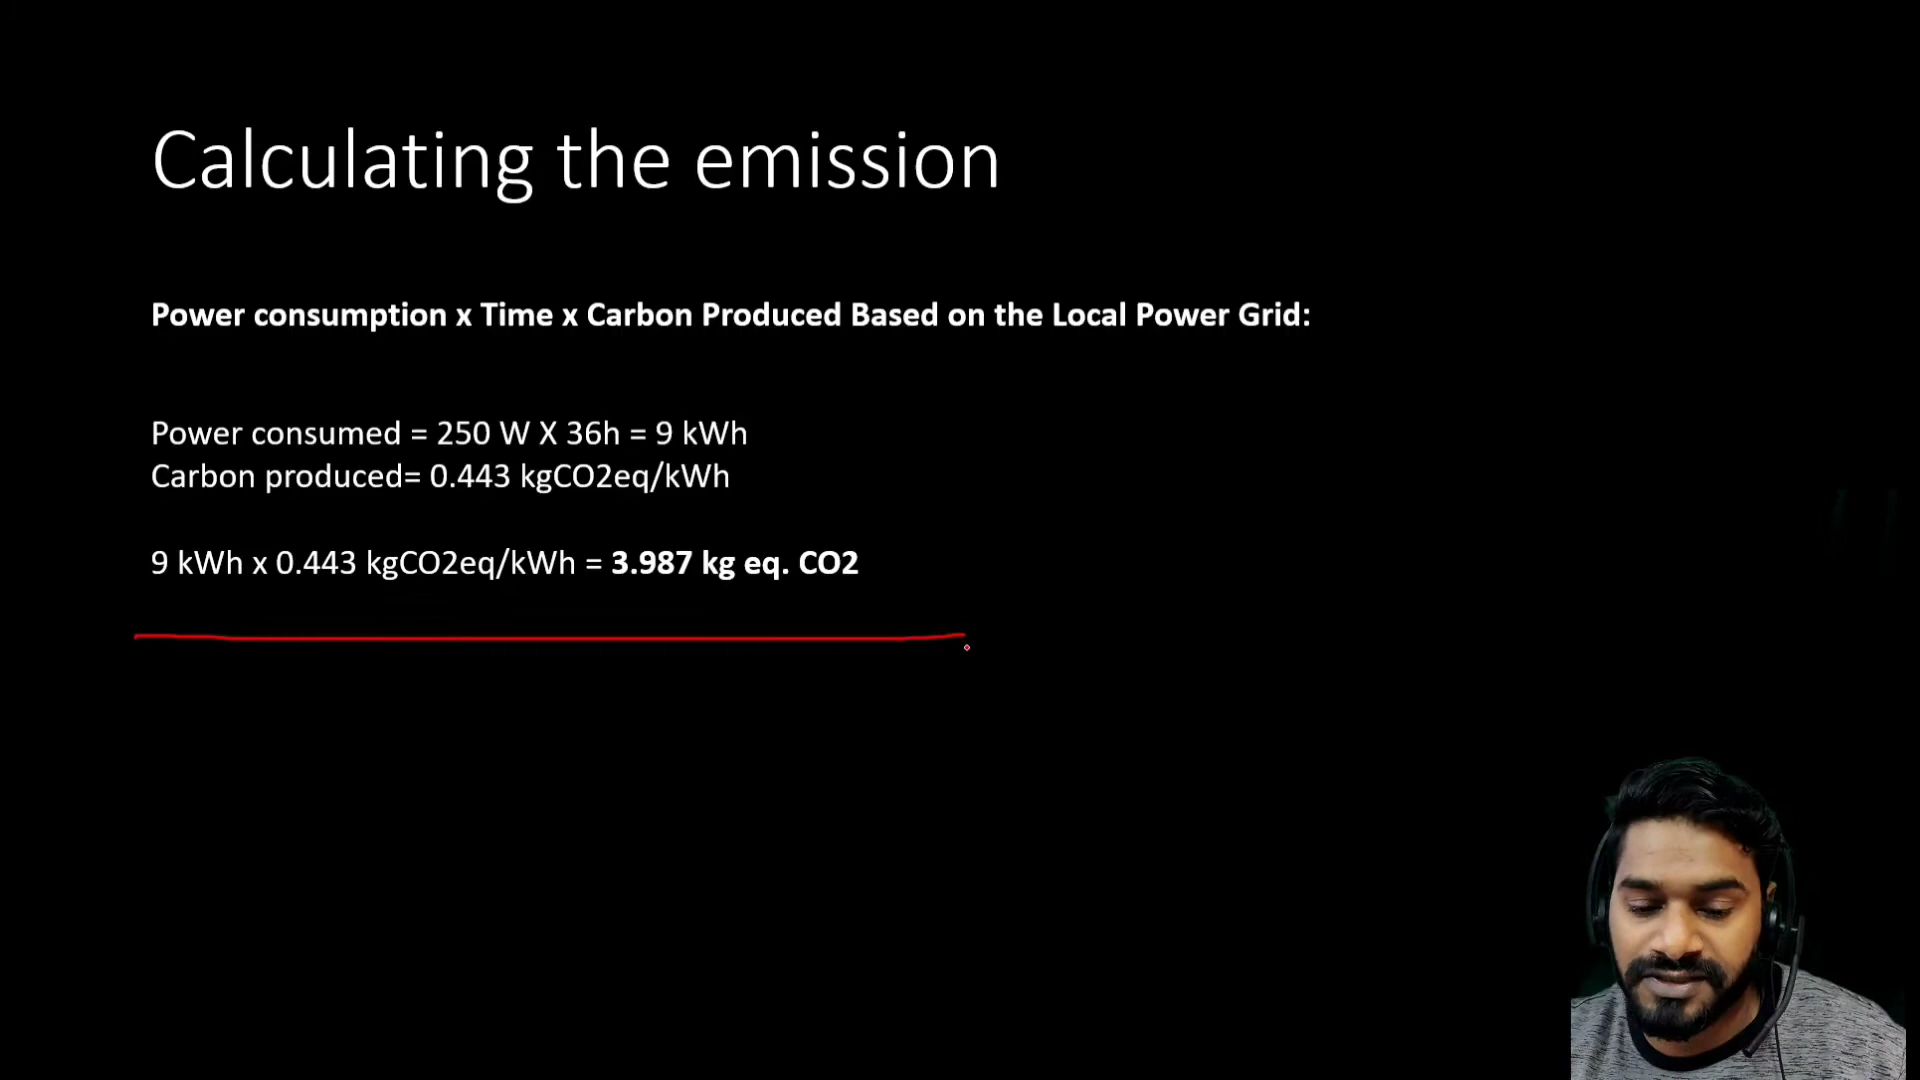 Calculating the emission
Power consumption x Time x Carbon Produced Based on the Local Power Grid:
Power consumed = 250 W X 36h = 9 kWh
Carbon produced= 0.443 kgCO2eq/kWh
9 kWh x 0.443 kgCO2eq/kWh = 3.987 kg eq. CO2